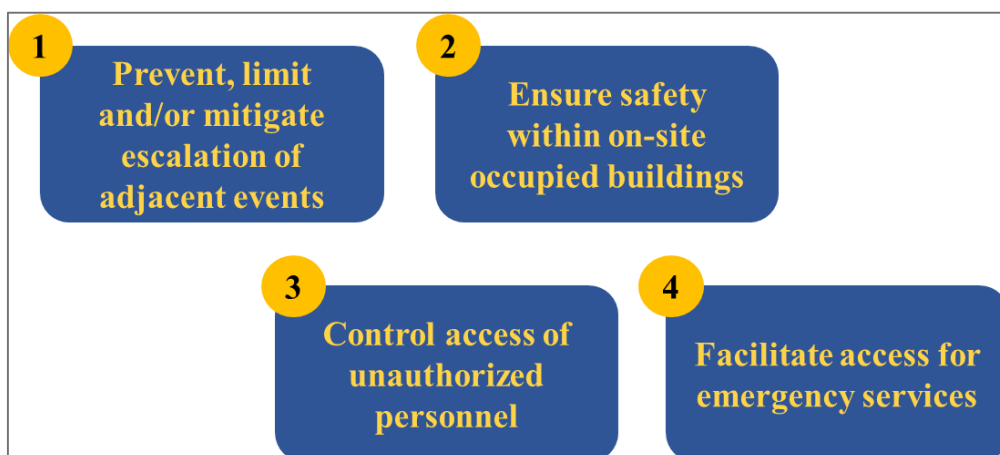 1
Prevent, limit
and/or mitigate
escalation of
adjacent events
2
Ensure safety
within on-site
occupied buildings
3
Control access of
unauthorized
personnel
4
Facilitate access for
emergency services